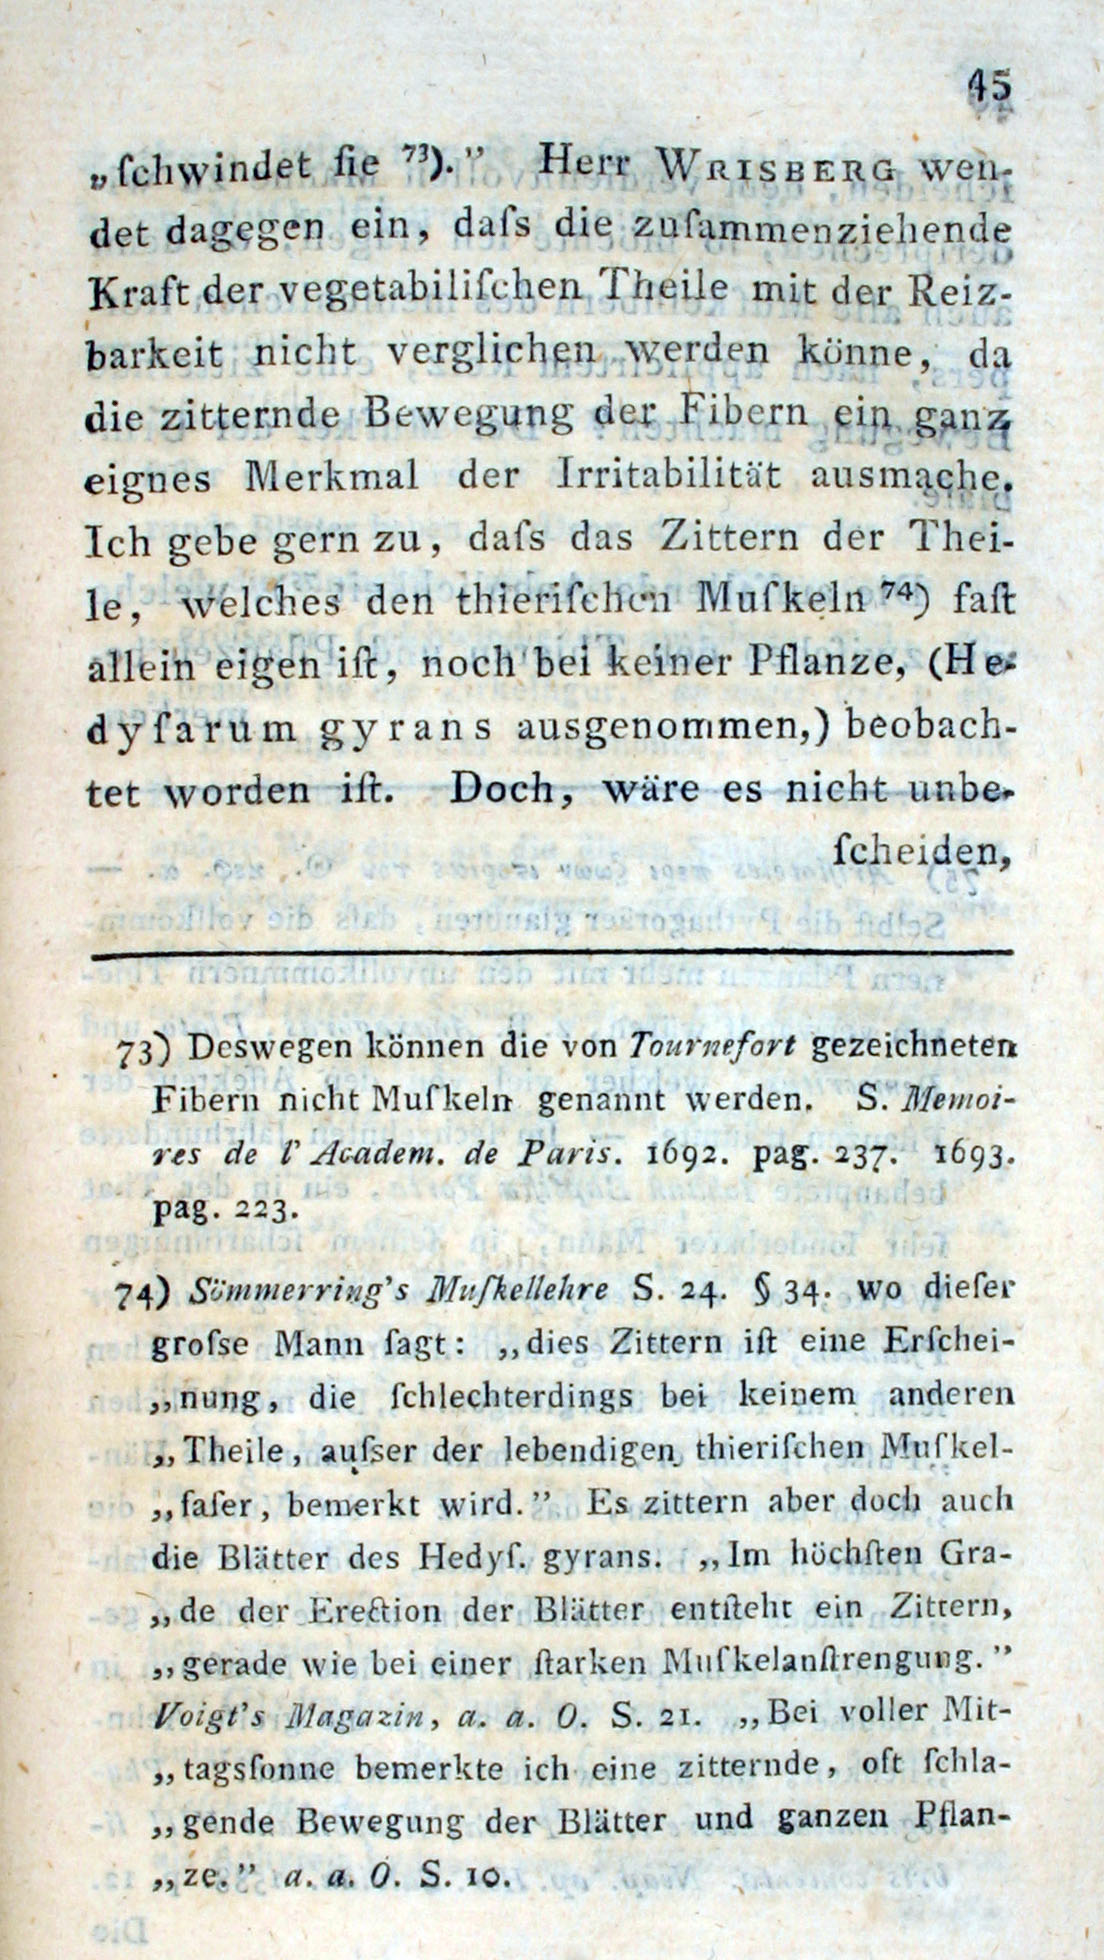 45
„ſchwindet ſie ⁷³).” Herr WRISBERG wen-
det dagegen ein, daſs die zuſammenziehende
Kraft der vegetabiliſchen Theile mit der Reiz-
barkeit nicht verglichen werden könne, da
die zitternde Bewegung der Fibern ein ganz
eignes Merkmal der Irritabilität ausmache.
Ich gebe gern zu, daſs das Zittern der Thei-
le, welches den thieriſchen Muſkeln ⁷⁴) faſt
allein eigen iſt, noch bei keiner Pflanze, (He-
dyſarum gyrans ausgenommen,) beobach-
tet worden iſt. Doch, wäre es nicht unbe-
ſcheiden,
73) Deswegen können die von Tournefort gezeichneten
Fibern nicht Muſkeln genannt werden. S. Memoi-
res de l' Academ. de Paris. 1692. pag. 237. 1693.
pag. 223.
74) Sömmerring's Muſkellehre S. 24. § 34. wo dieſer
groſse Mann ſagt: „dies Zittern iſt eine Erſchei-
„nung, die ſchlechterdings bei keinem anderen
„Theile, auſser der lebendigen thieriſchen Muſkel-
„faſer, bemerkt wird.” Es zittern aber doch auch
die Blätter des Hedyſ. gyrans. „Im höchſten Gra-
„de der Erection der Blätter entſteht ein Zittern,
„gerade wie bei einer ſtarken Muſkelanſtrengung.”
Voigt's Magazin, a. a. O. S. 21. „Bei voller Mit-
„tagsſonne bemerkte ich eine zitternde, oft ſchla-
„gende Bewegung der Blätter und ganzen Pflan-
„ze.” a. a. O. S. 10.